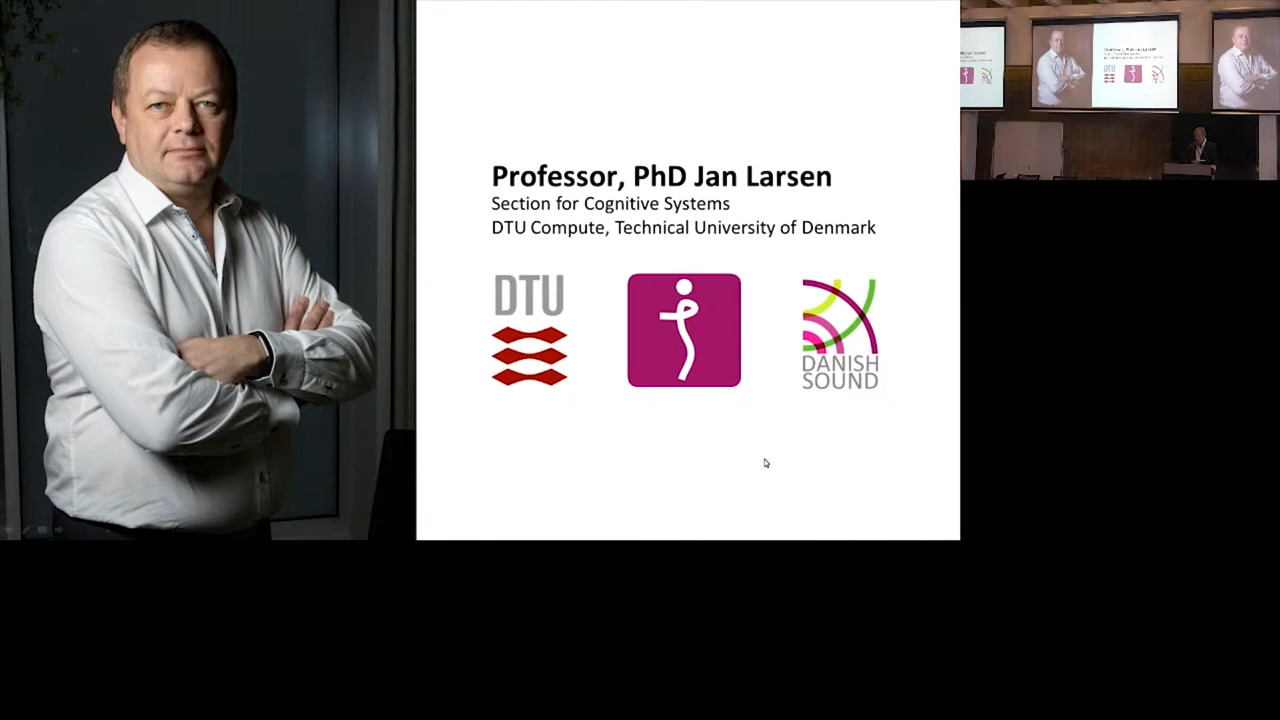 Professor, PhD Jan Larsen
Section for Cognitive Systems
DTU Compute, Technical University of Denmark
DTU
DANISH
SOUND